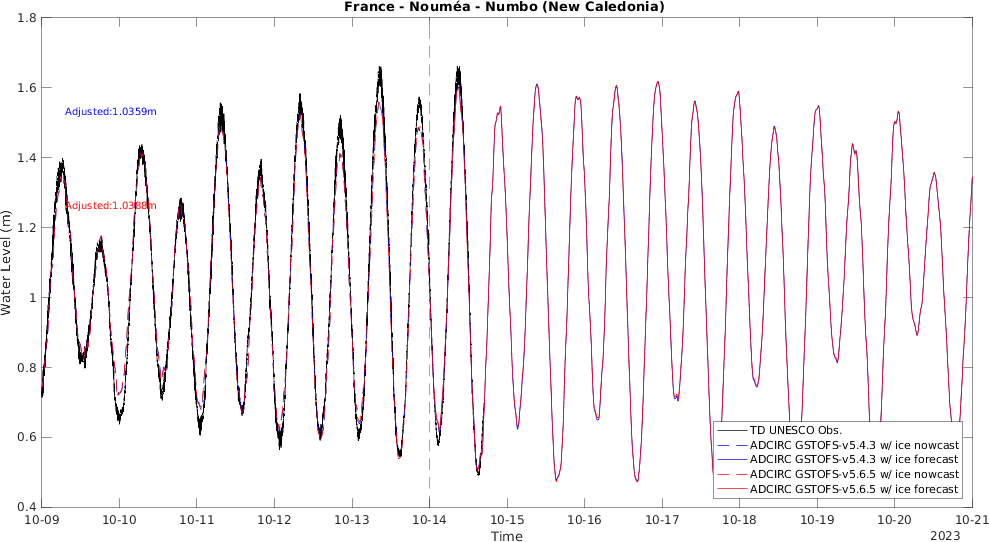 France - Nouméa - Numbo (New Caledonia)
1.8
1.6
1.4
1.2
1
0.8
0.6
0.4
Water Level (m)
Adjusted:1.0359m
Adjusted:1.0388m
TD UNESCO Obs.
ADCIRC GSTOFS-v5.4.3 w/ ice nowcast
ADCIRC GSTOFS-v5.4.3 w/ ice forecast
ADCIRC GSTOFS-v5.6.5 w/ ice nowcast
ADCIRC GSTOFS-v5.6.5 w/ ice forecast
10-09 10-10 10-11 10-12 10-13 10-14 10-15 10-16 10-17 10-18 10-19 10-20 10-21
Time
2023